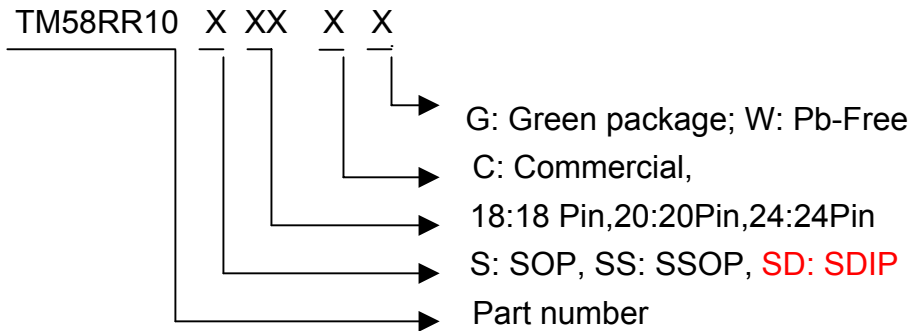 TM58RR10 X XX X X
G: Green package; W: Pb-Free
C: Commercial,
18:18 Pin,20:20Pin,24:24Pin
S: SOP, SS: SSOP, SD: SDIP
Part number